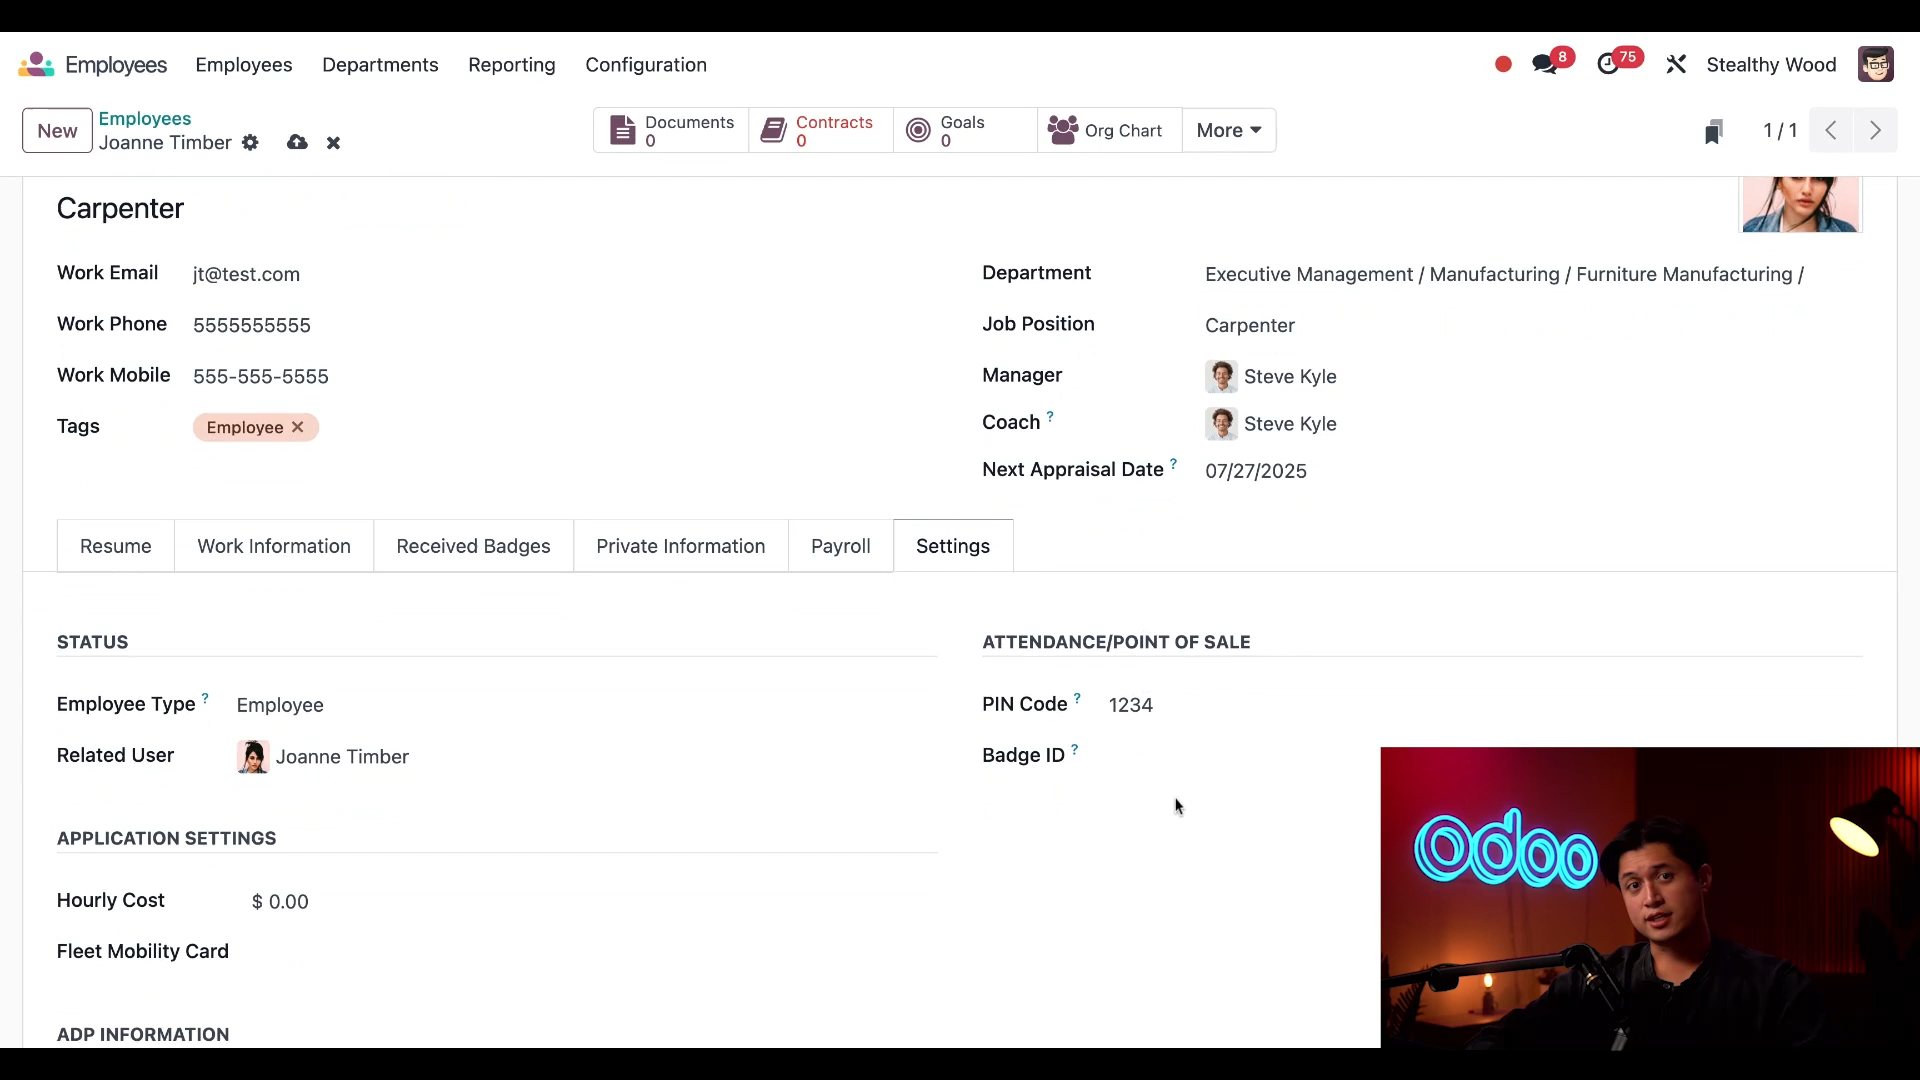 Employees Employees Departments Reporting Configuration 8 75 Stealthy Wood
New Employees
Joanne Timber
Documents 0
Contracts 0
Goals 0
Org Chart
More
1 / 1
Carpenter
Work Email jt@test.com
Work Phone 5555555555
Work Mobile 555-555-5555
Tags Employee
Department Executive Management / Manufacturing / Furniture Manufacturing /
Job Position Carpenter
Manager Steve Kyle
Coach ? Steve Kyle
Next Appraisal Date ? 07/27/2025
Resume Work Information Received Badges Private Information Payroll Settings
STATUS
Employee Type ? Employee
Related User Joanne Timber
ATTENDANCE/POINT OF SALE
PIN Code ? 1234
Badge ID ?
APPLICATION SETTINGS
Hourly Cost $ 0.00
Fleet Mobility Card
ADP INFORMATION
odoo